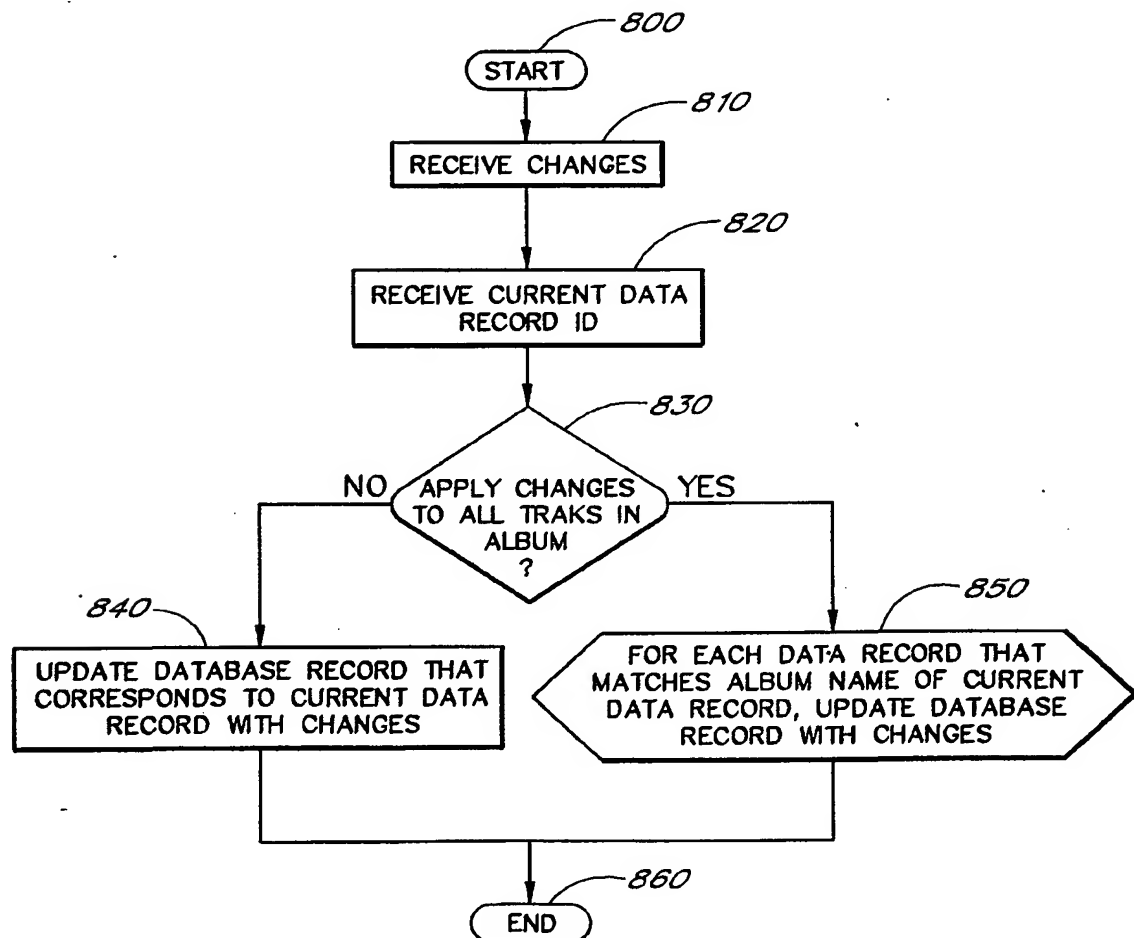 800
START
810
RECEIVE CHANGES
820
RECEIVE CURRENT DATA
RECORD ID
830
NO
APPLY CHANGES
TO ALL TRAKS IN
ALBUM
?
YES
840
UPDATE DATABASE RECORD THAT
CORRESPONDS TO CURRENT DATA
RECORD WITH CHANGES
850
FOR EACH DATA RECORD THAT
MATCHES ALBUM NAME OF CURRENT
DATA RECORD, UPDATE DATABASE
RECORD WITH CHANGES
860
END